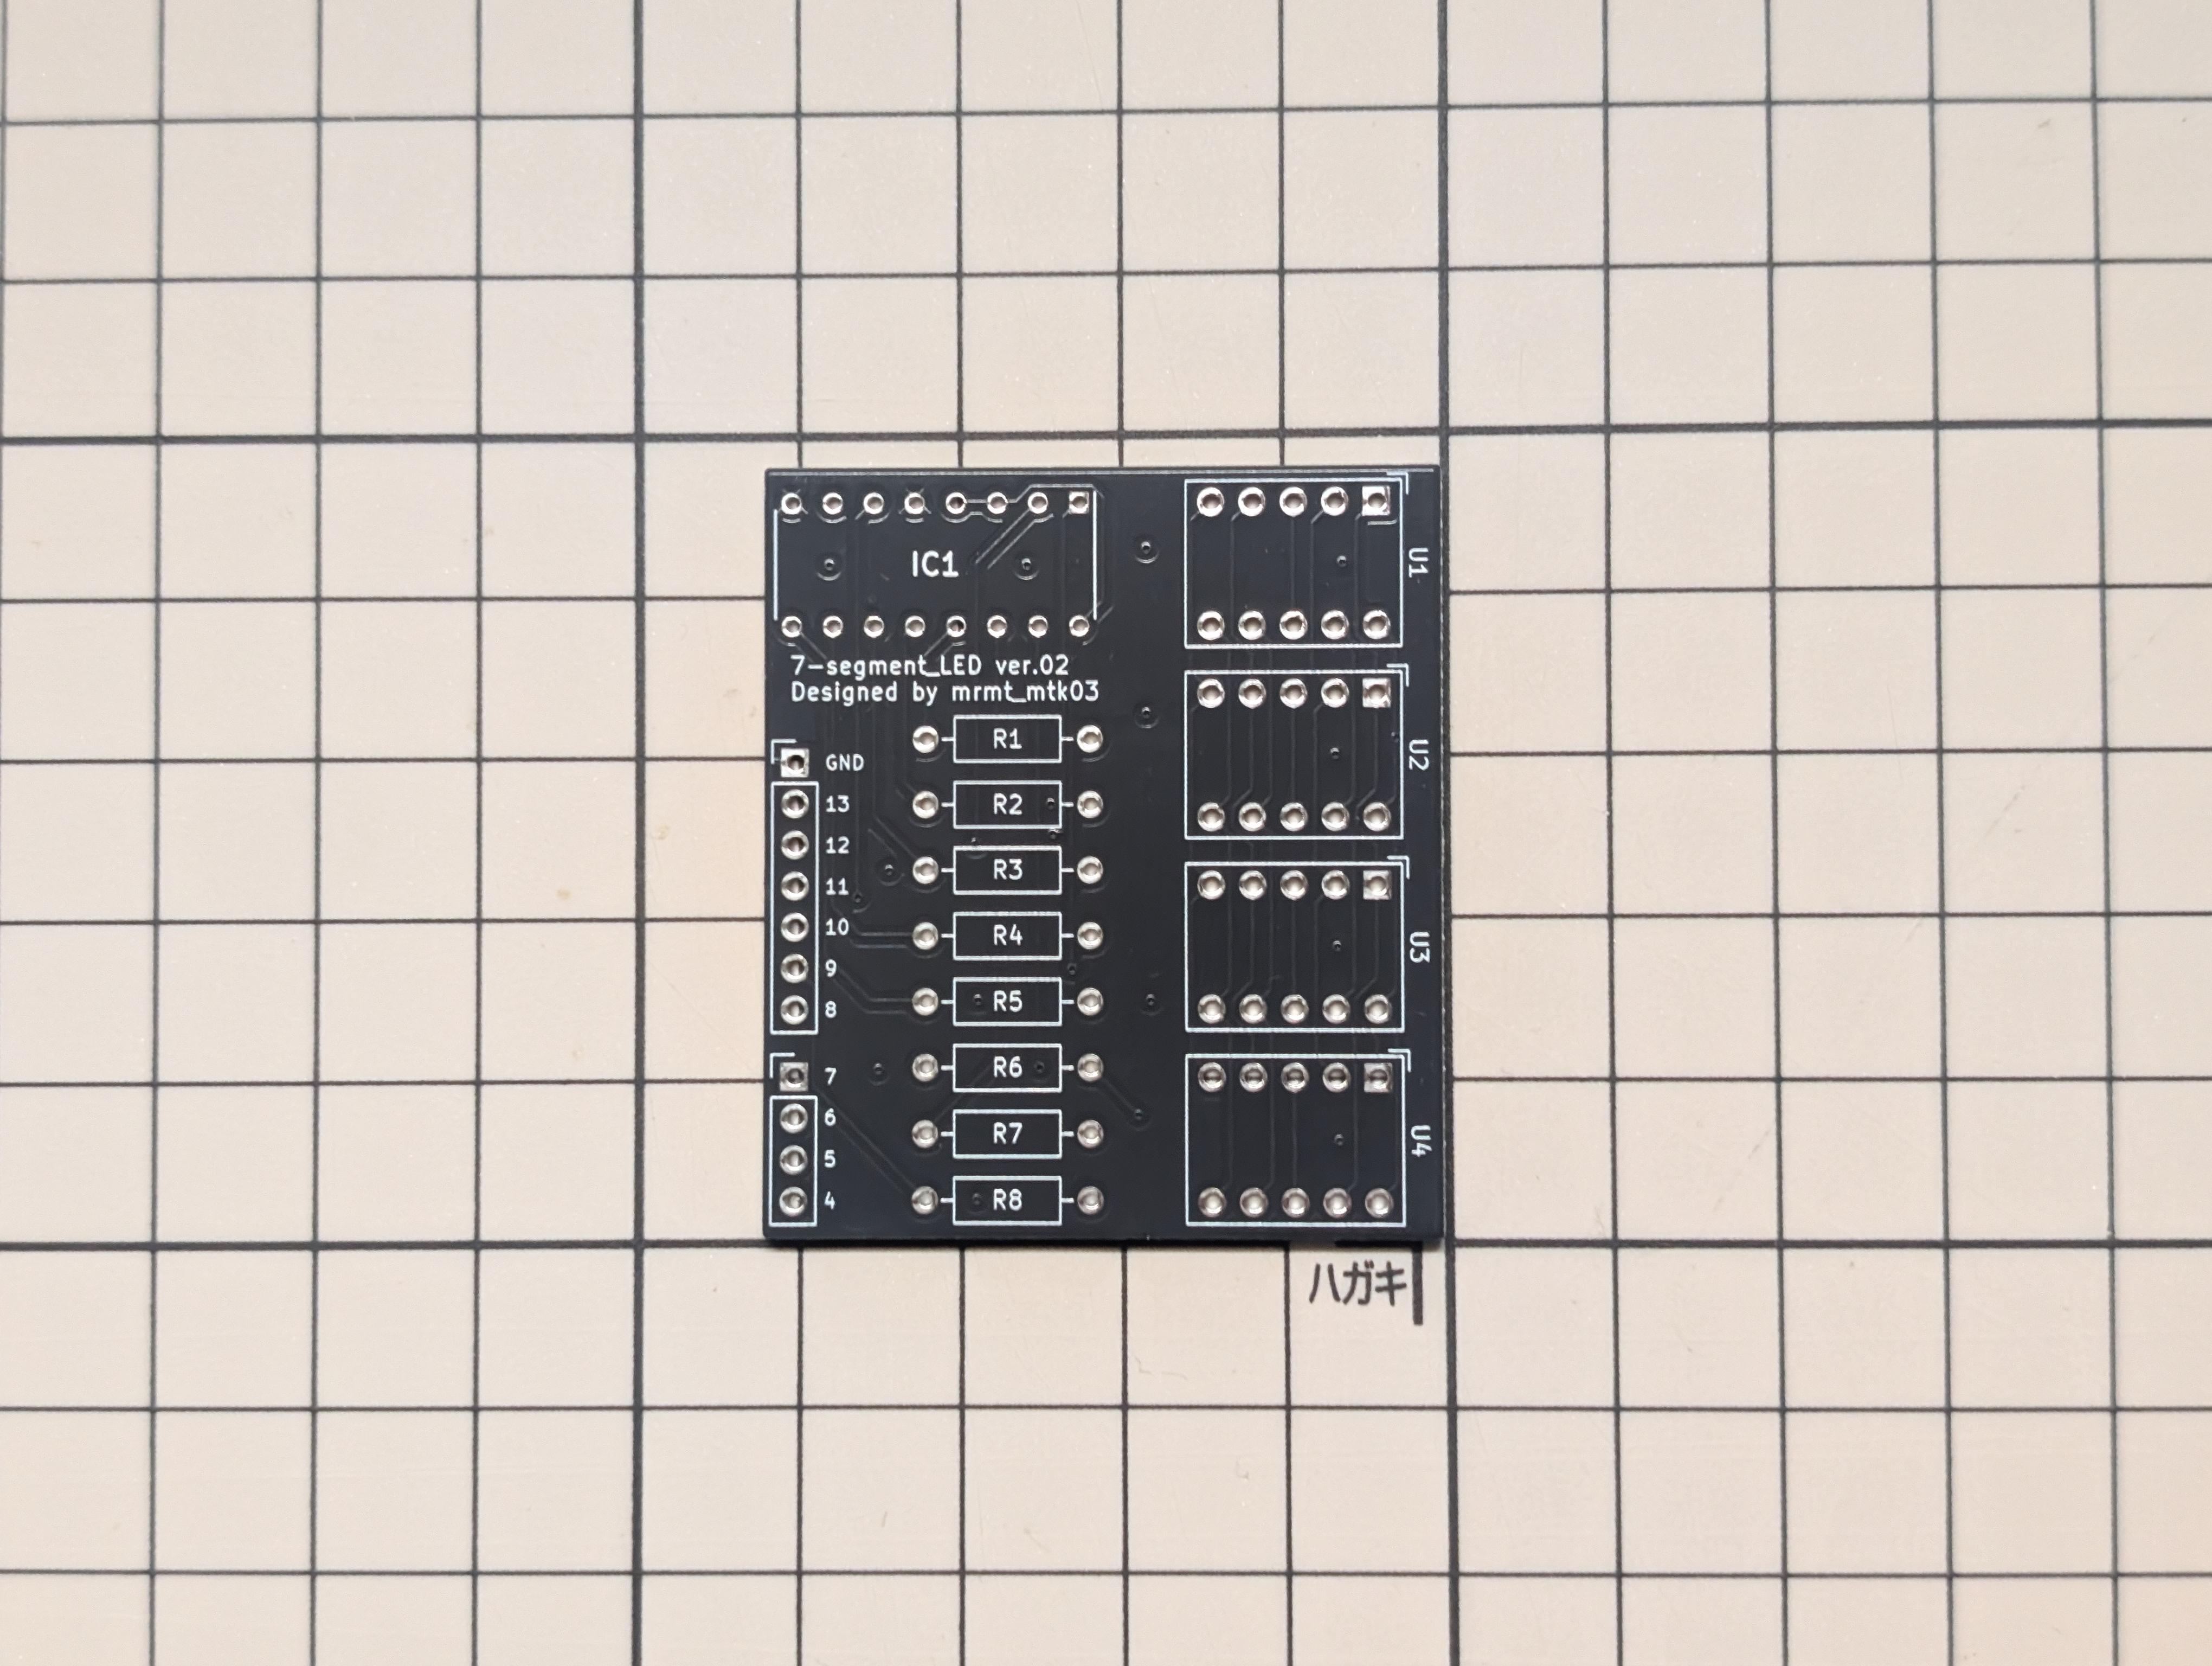 IC1
7-segment_LED ver.02
Designed by mrmt_mtk03
GND
13
12
11
10
9
8
7
6
5
4
R1
R2
R3
R4
R5
R6
R7
R8
U1
U2
U3
U4
ハガキ